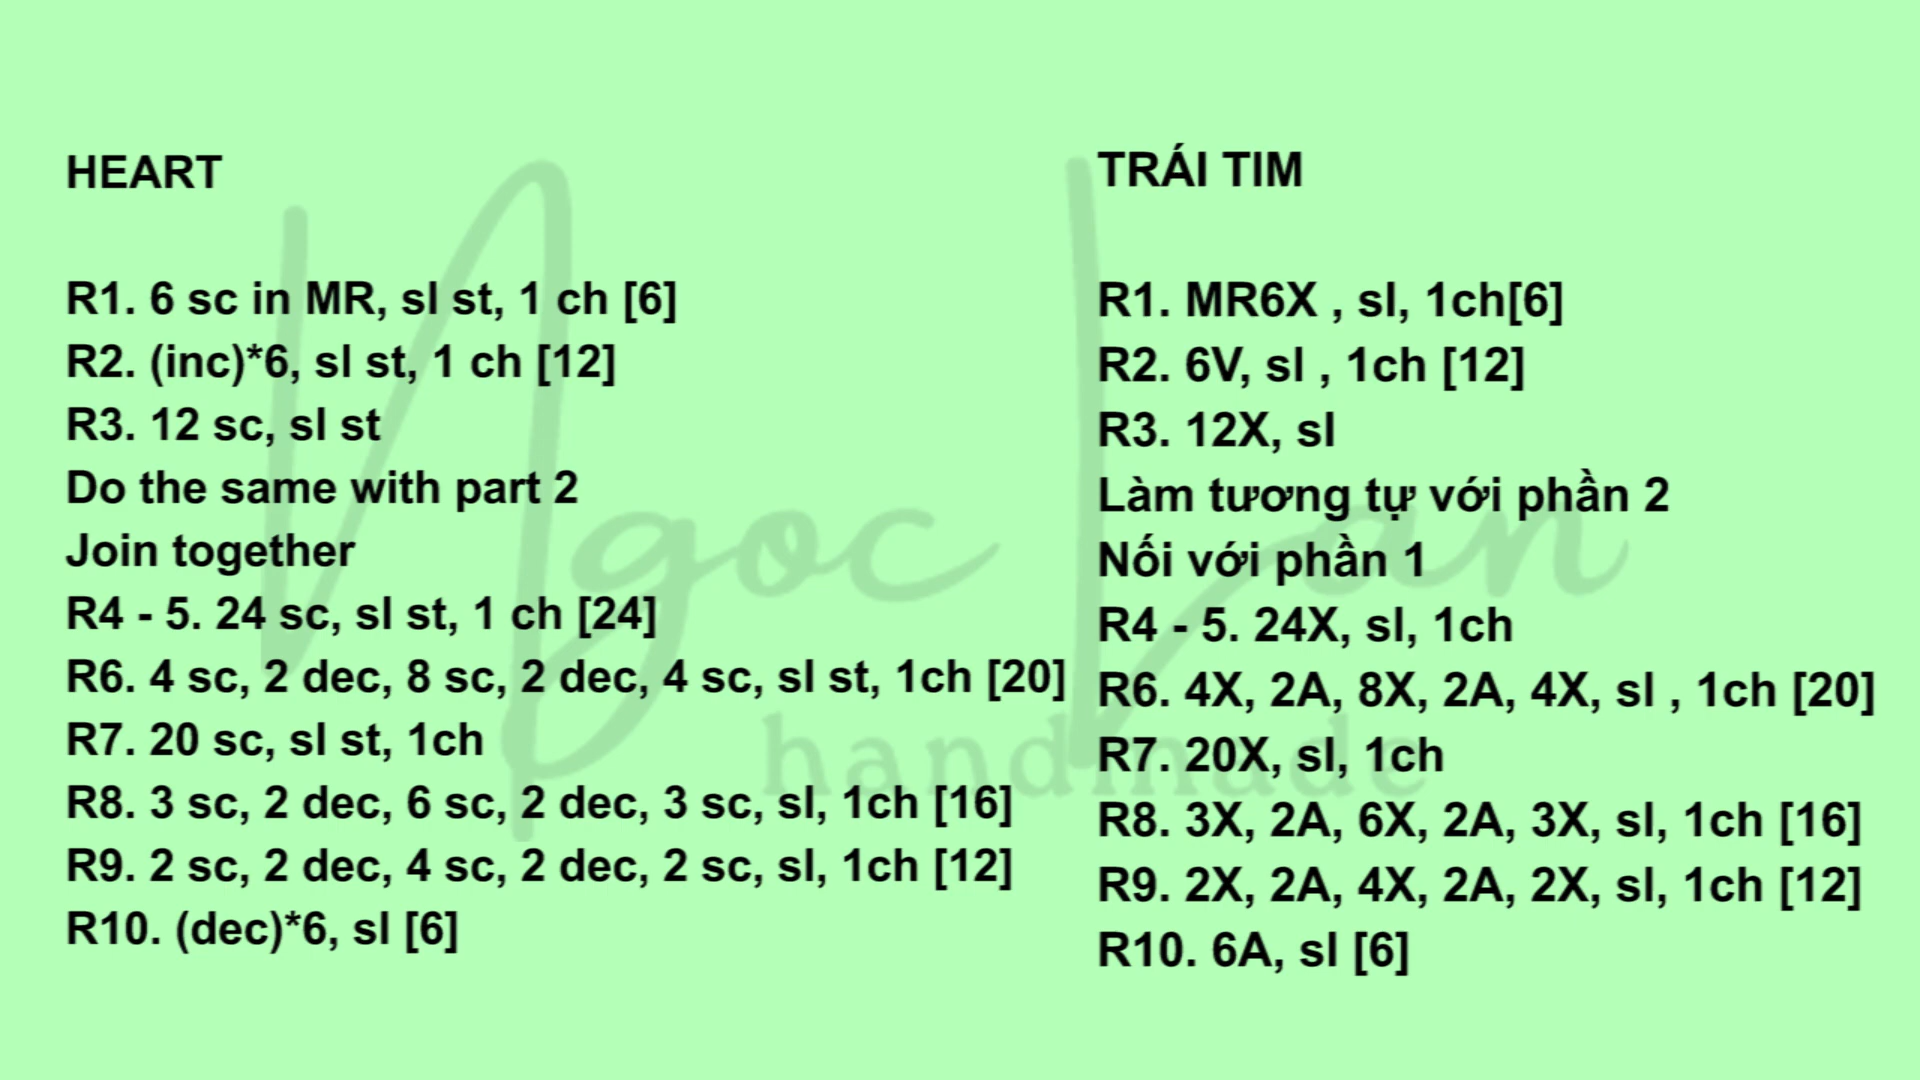 HEART
R1. 6 sc in MR, sl st, 1 ch [6]
R2. (inc)*6, sl st, 1 ch [12]
R3. 12 sc, sl st
Do the same with part 2
Join together
R4 - 5. 24 sc, sl st, 1 ch [24]
R6. 4 sc, 2 dec, 8 sc, 2 dec, 4 sc, sl st, 1ch [20]
R7. 20 sc, sl st, 1ch
R8. 3 sc, 2 dec, 6 sc, 2 dec, 3 sc, sl, 1ch [16]
R9. 2 sc, 2 dec, 4 sc, 2 dec, 2 sc, sl, 1ch [12]
R10. (dec)*6, sl [6]
TRÁI TIM
R1. MR6X , sl, 1ch[6]
R2. 6V, sl , 1ch [12]
R3. 12X, sl
Làm tương tự với phần 2
Nối với phần 1
R4 - 5. 24X, sl, 1ch
R6. 4X, 2A, 8X, 2A, 4X, sl , 1ch [20]
R7. 20X, sl, 1ch
R8. 3X, 2A, 6X, 2A, 3X, sl, 1ch [16]
R9. 2X, 2A, 4X, 2A, 2X, sl, 1ch [12]
R10. 6A, sl [6]
Ngoc Lan
handmade